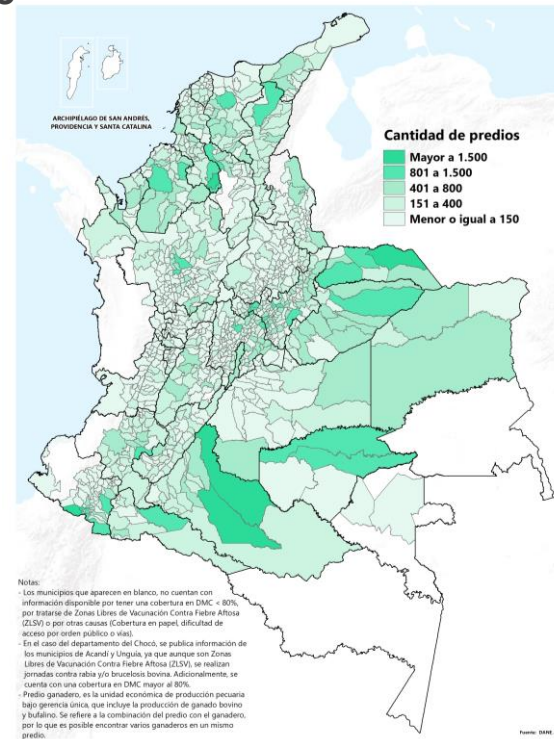 ARCHIPIÉLAGO DE SAN ANDRÉS,
PROVIDENCIA Y SANTA CATALINA
Cantidad de predios
Mayor a 1.500
801 a 1.500
401 a 800
151 a 400
Menor o igual a 150
Notas:
- Los municipios que aparecen en blanco, no cuentan con
información disponible por tener una cobertura en DMC < 80%,
por tratarse de Zonas Libres de Vacunación Contra Fiebre Aftosa
(ZLSV) o por otras causas (Cobertura en papel, dificultad de
acceso por orden público o vías).
- En el caso del departamento del Chocó, se publica información de
los municipios de Acandí y Unguía, ya que aunque son Zonas
Libres de Vacunación Contra Fiebre Aftosa (ZLSV), se realizan
jornadas contra rabia y/o brucelosis bovina. Adicionalmente, se
cuenta con una cobertura en DMC mayor al 80%.
- Predio ganadero, es la unidad económica de producción pecuaria
bajo gerencia única, que incluye la producción de ganado bovino
y bufalino. Se refiere a la combinación del predio con el ganadero,
por lo que es posible encontrar varios ganaderos en un mismo
predio.
Fuente: DANE.